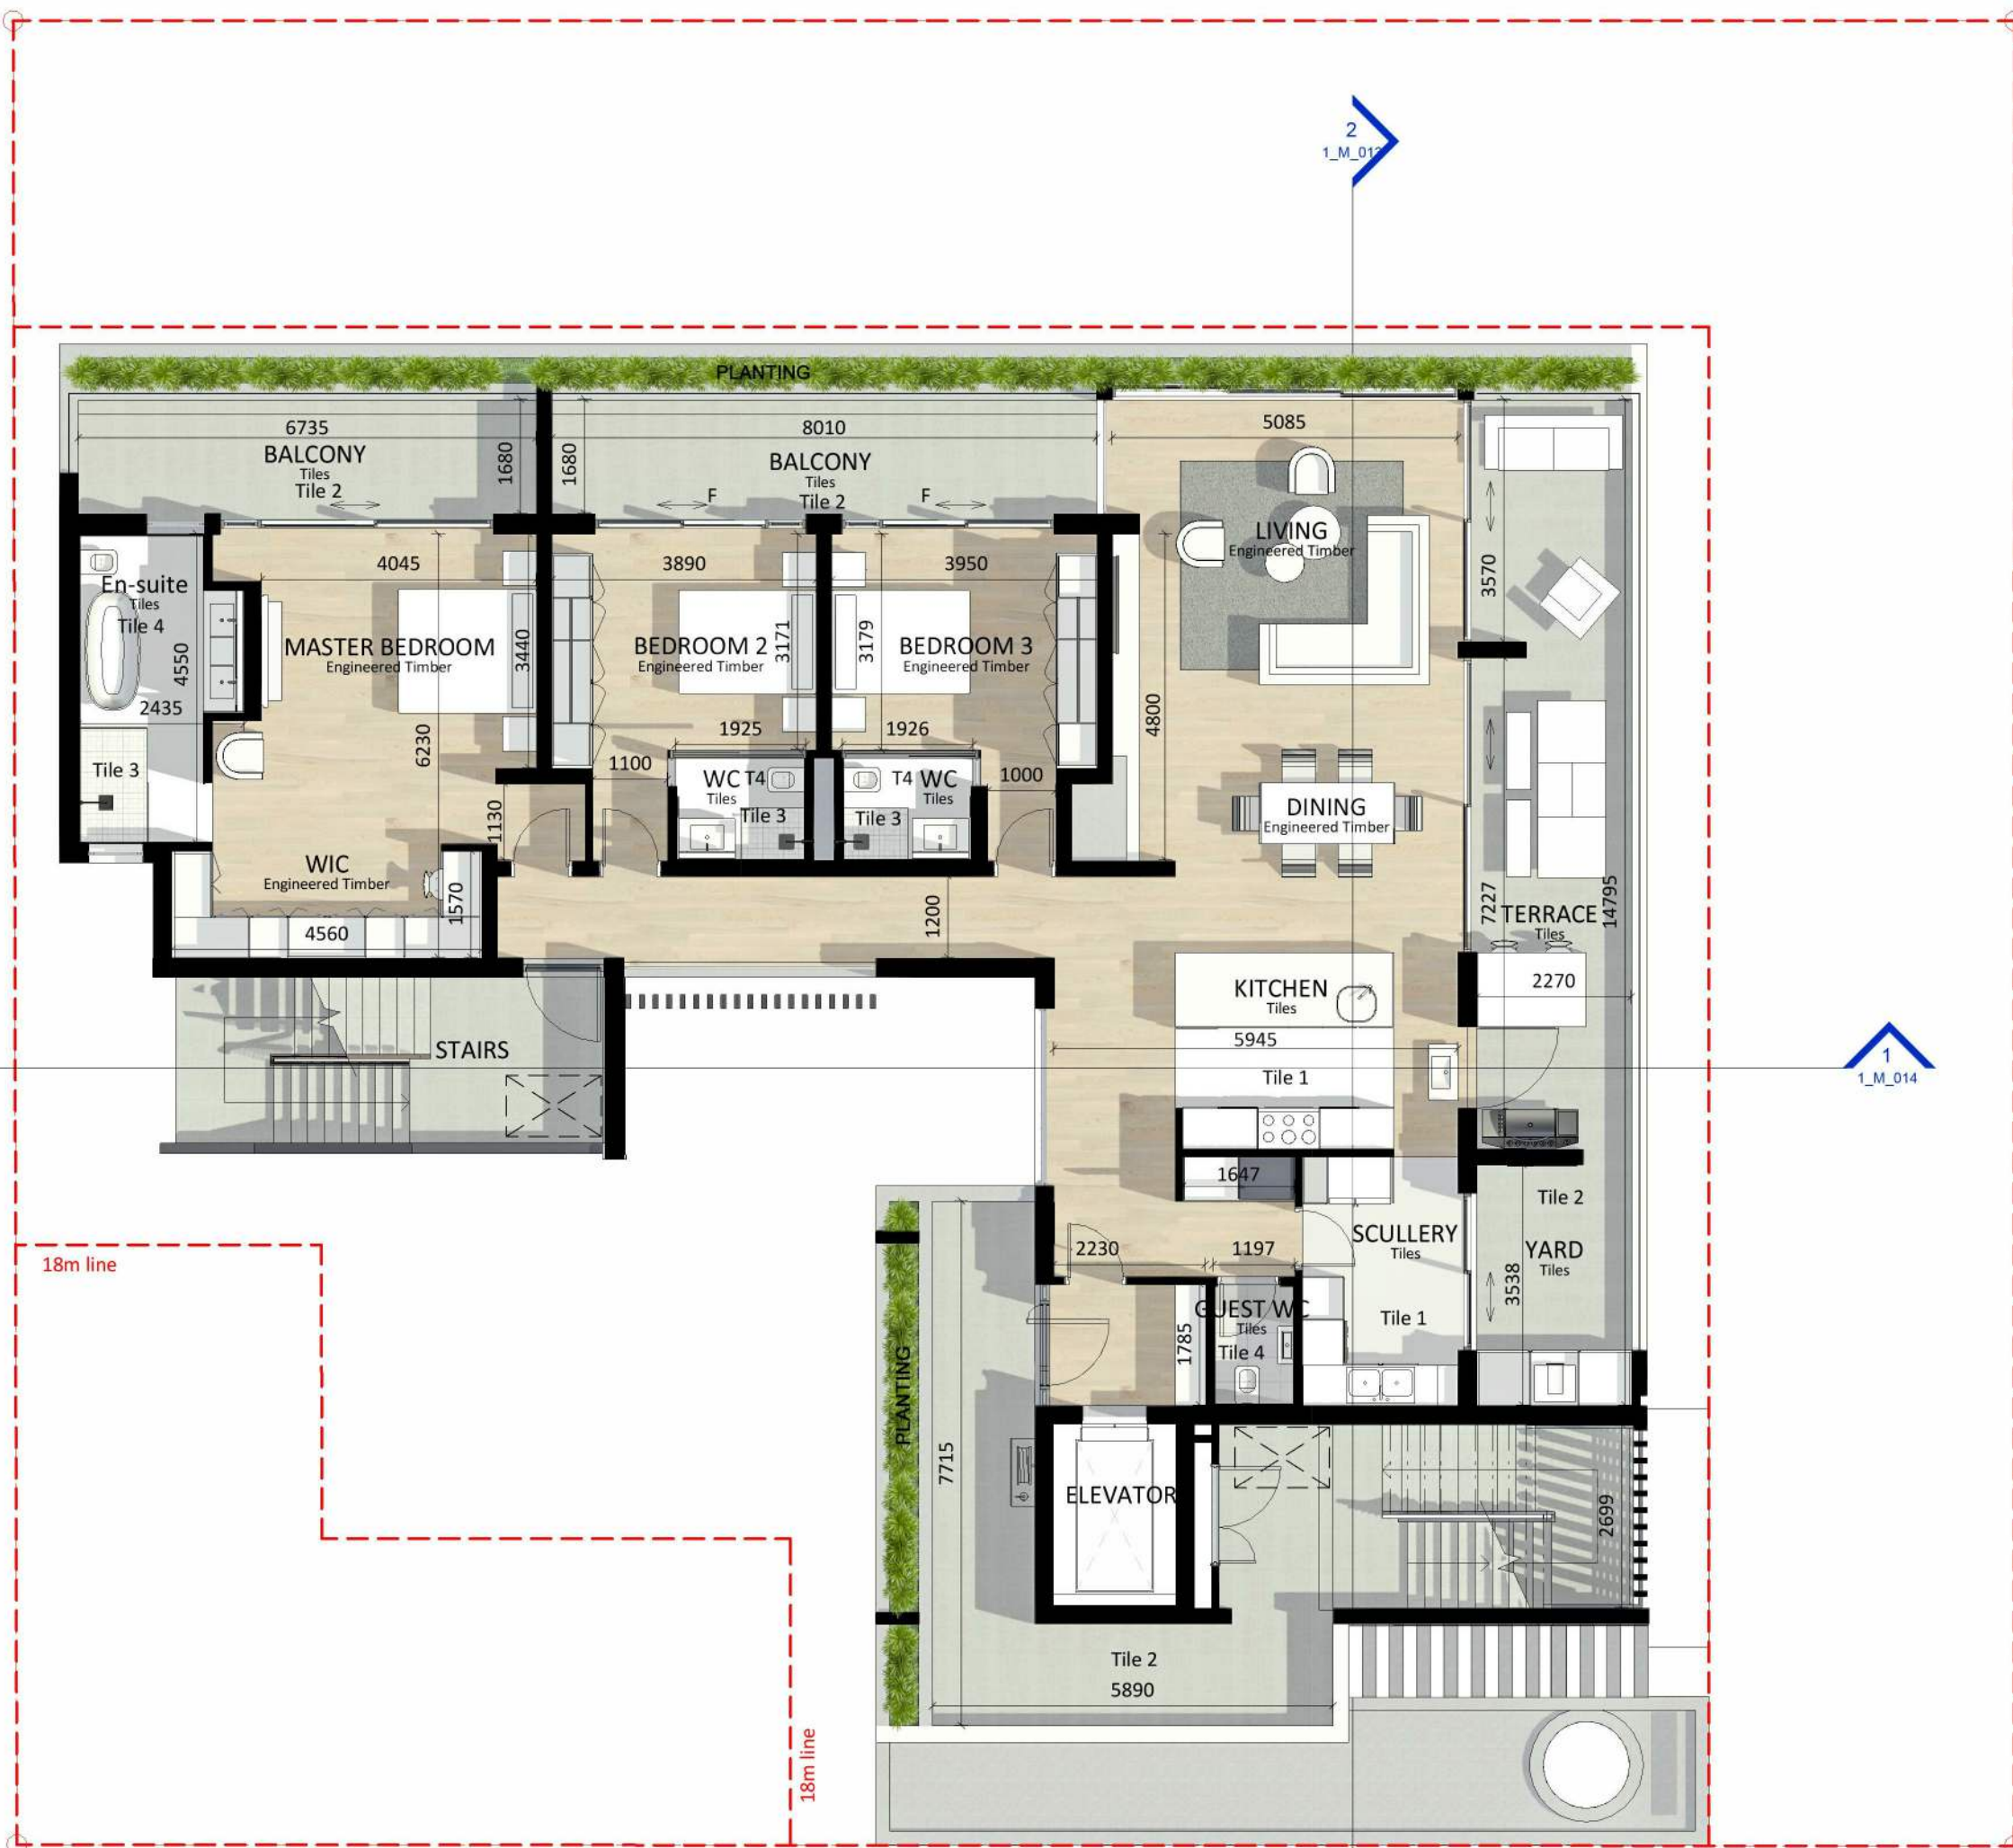 2
1_M_013
PLANTING
6735
BALCONY
Tiles
Tile 2
1680
1680
8010
BALCONY
Tiles
Tile 2
F
F
5085
LIVING
Engineered Timber
3570
En-suite
Tiles
Tile 4
4550
2435
Tile 3
4045
MASTER BEDROOM
Engineered Timber
3440
6230
3890
BEDROOM 2
Engineered Timber
3171
3950
3179
BEDROOM 3
Engineered Timber
1925
1926
1100
WC T4
Tiles
Tile 3
T4 WC
Tiles
Tile 3
1000
1130
4800
DINING
Engineered Timber
WIC
Engineered Timber
1570
4560
1200
7227
14795
TERRACE
Tiles
2270
KITCHEN
Tiles
5945
Tile 1
STAIRS
1
1_M_014
1647
Tile 2
SCULLERY
Tiles
YARD
Tiles
3538
Tile 1
2230
1197
18m line
GUEST WC
Tiles
Tile 4
1785
PLANTING
7715
ELEVATOR
2699
Tile 2
5890
18m line